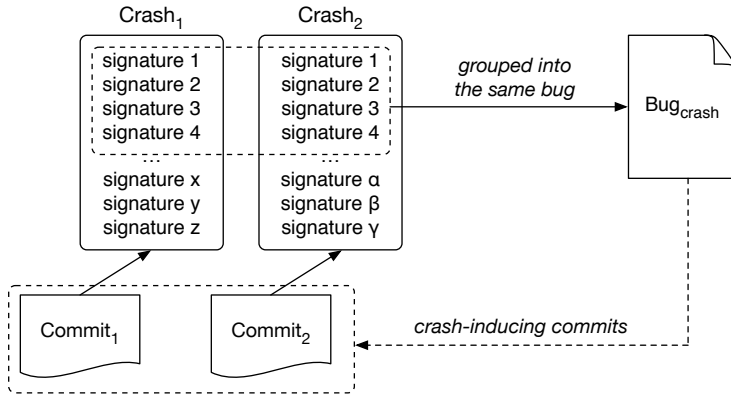 Crash₁
Crash₂
signature 1
signature 2
signature 3
signature 4
...
signature x
signature y
signature z
signature 1
signature 2
signature 3
signature 4
...
signature α
signature β
signature γ
grouped into
the same bug
Bug_crash
Commit₁
Commit₂
crash-inducing commits